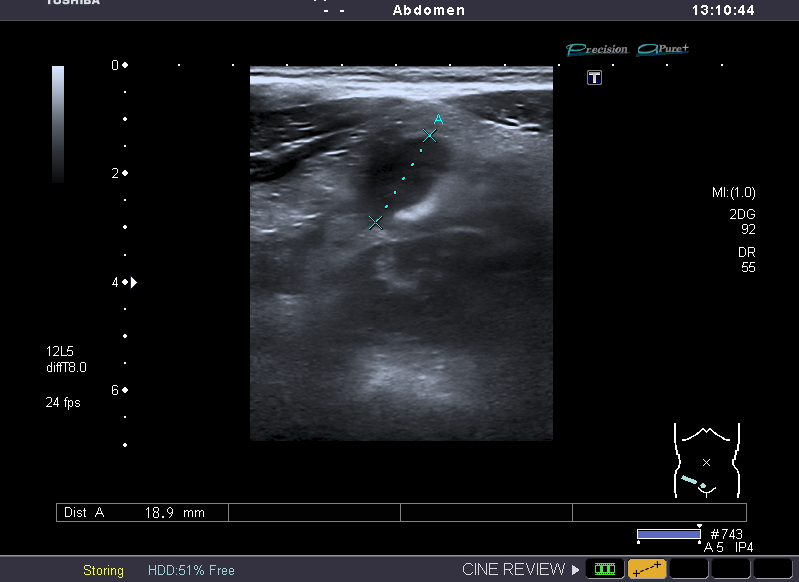 TOSHIBA
- -
Abdomen
13:10:44
Precision APure+
T
0
A
2
MI:(1.0)
2DG
92
DR
55
4
12L5
diffT8.0
6
24 fps
Dist A 18.9 mm
#743
A 5 IP4
Storing HDD:51% Free CINE REVIEW